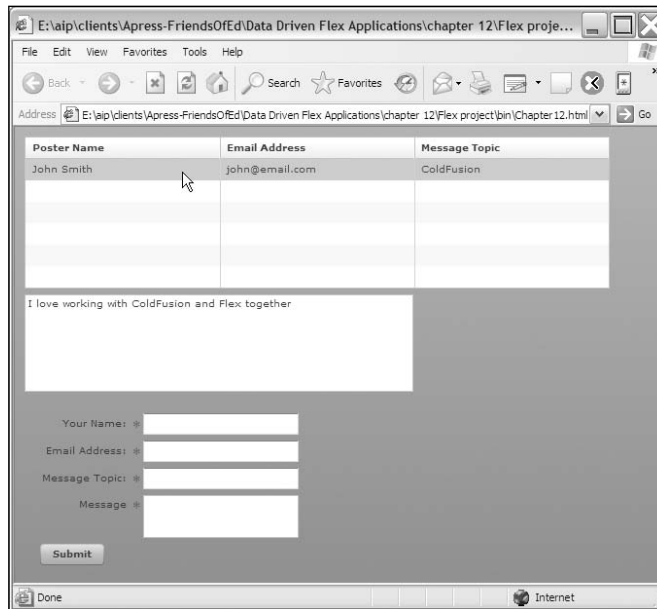 E:\aip\clients\Apress-FriendsOfEd\Data Driven Flex Applications\chapter 12\Flex proje...
File Edit View Favorites Tools Help
Back Search Favorites
Address E:\aip\clients\Apress-FriendsOfEd\Data Driven Flex Applications\chapter 12\Flex project\bin\Chapter12.html Go
Poster Name Email Address Message Topic
John Smith john@email.com ColdFusion
I love working with ColdFusion and Flex together
Your Name: *
Email Address: *
Message Topic: *
Message *
Submit
Done Internet